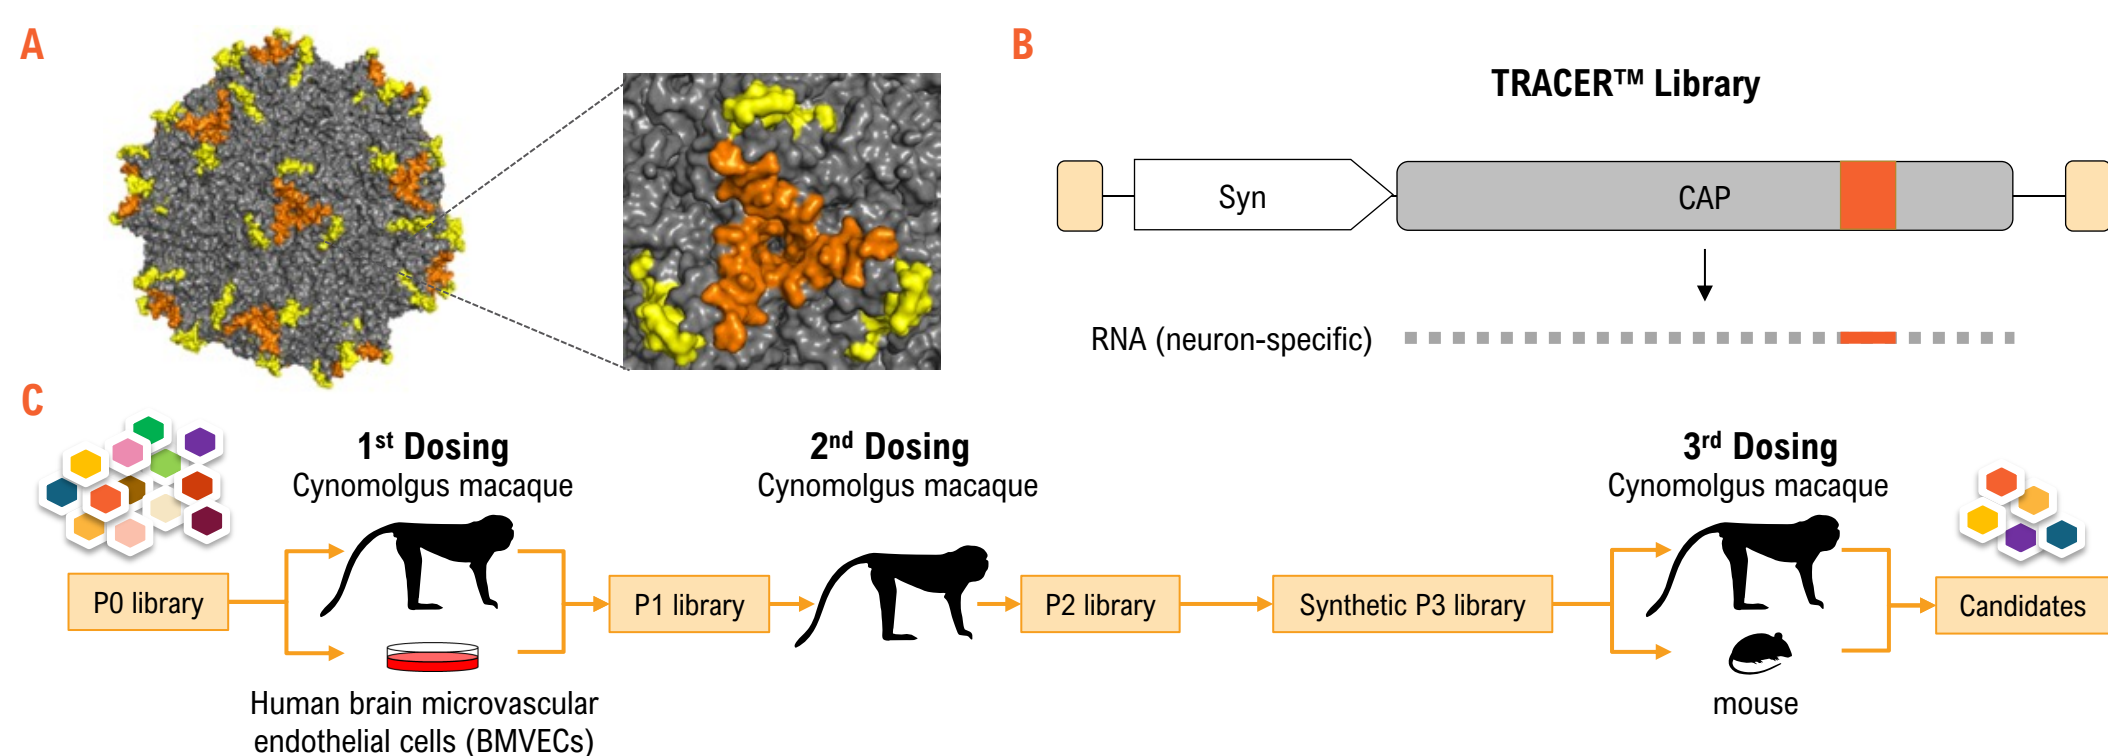 A
B
TRACER™ Library
Syn
CAP
RNA (neuron-specific)
C
1st Dosing
Cynomolgus macaque
2nd Dosing
Cynomolgus macaque
3rd Dosing
Cynomolgus macaque
P0 library
P1 library
P2 library
Synthetic P3 library
Candidates
Human brain microvascular
endothelial cells (BMVECs)
mouse